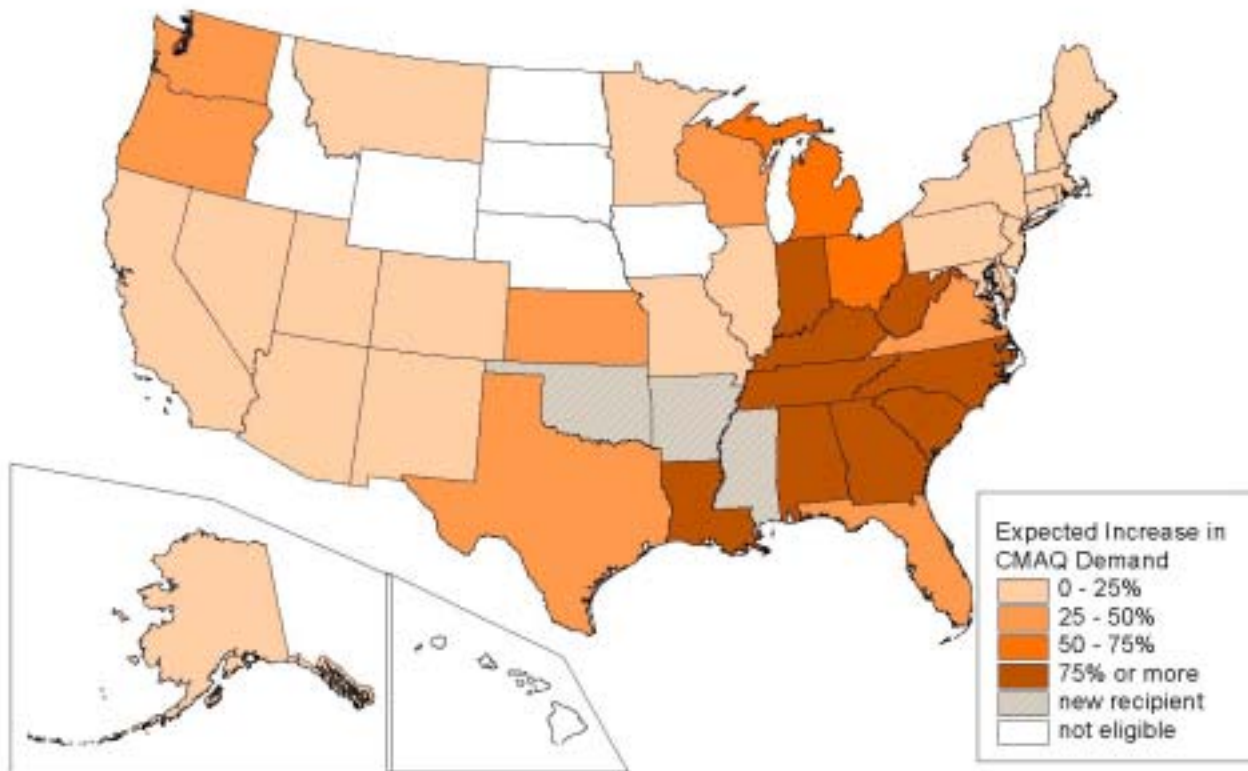 Expected Increase in
CMAQ Demand
0 - 25%
25 - 50%
50 - 75%
75% or more
new recipient
not eligible